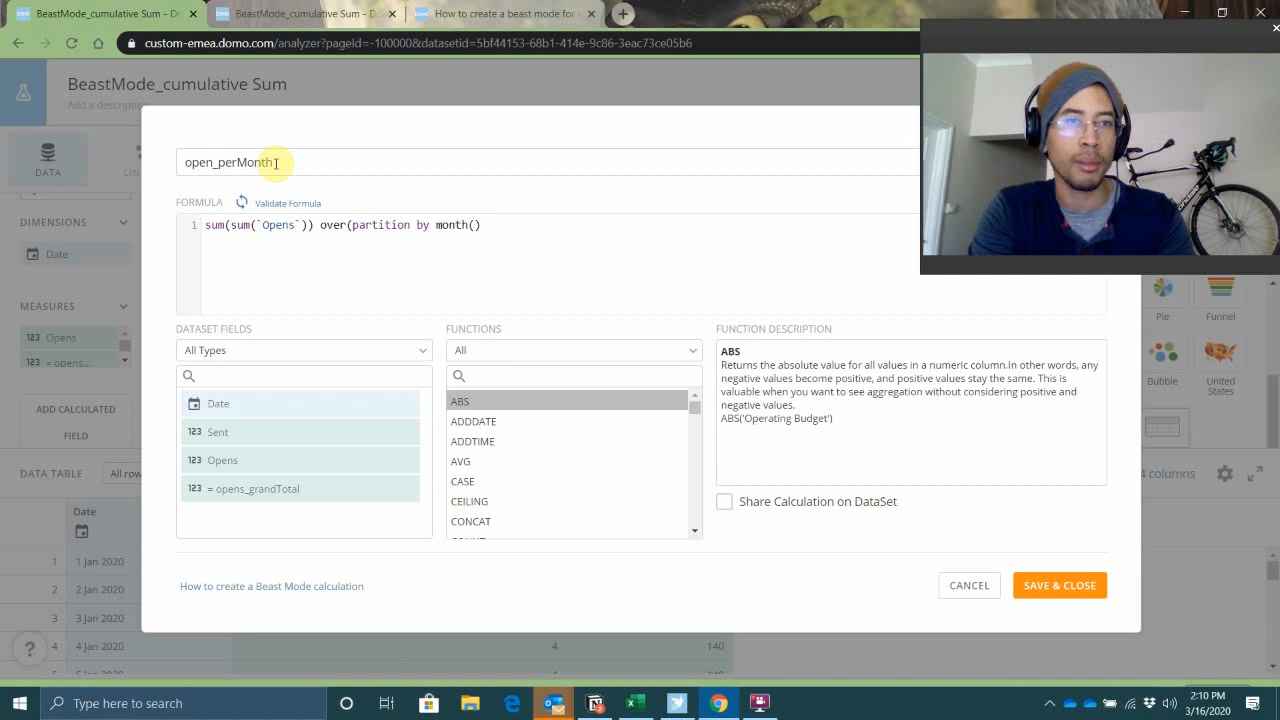 BeastMode_cumulative Sum
How to create a beast mode for
custom-emea.domo.com/analyzer?pageId=-100000&datasetid=5bf44153-68b1-414e-9c86-3eac73ce05b6
BeastMode_cumulative Sum
Add a description
DATA
DIMENSIONS
Date
MEASURES
123 Opens
123 = opens...
ADD CALCULATED
FIELD
DATA TABLE
All row
Date
1 1 Jan 2020
2 2 Jan 2020
3 3 Jan 2020
4 4 Jan 2020 4 140
open_perMonth
FORMULA Validate Formula
1 sum(sum(`Opens`)) over(partition by month()
DATASET FIELDS
All Types
Date
123 Sent
123 Opens
123 = opens_grandTotal
FUNCTIONS
All
ABS
ADDDATE
ADDTIME
AVG
CASE
CEILING
CONCAT
FUNCTION DESCRIPTION
ABS
Returns the absolute value for all values in a numeric column.In other words, any
negative values become positive, and positive values stay the same. This is
valuable when you want to see aggregation without considering positive and
negative values.
ABS('Operating Budget')
Share Calculation on DataSet
How to create a Beast Mode calculation
CANCEL
SAVE & CLOSE
Pie
Funnel
Bubble
United
States
columns
?
Type here to search
2:10 PM
3/16/2020